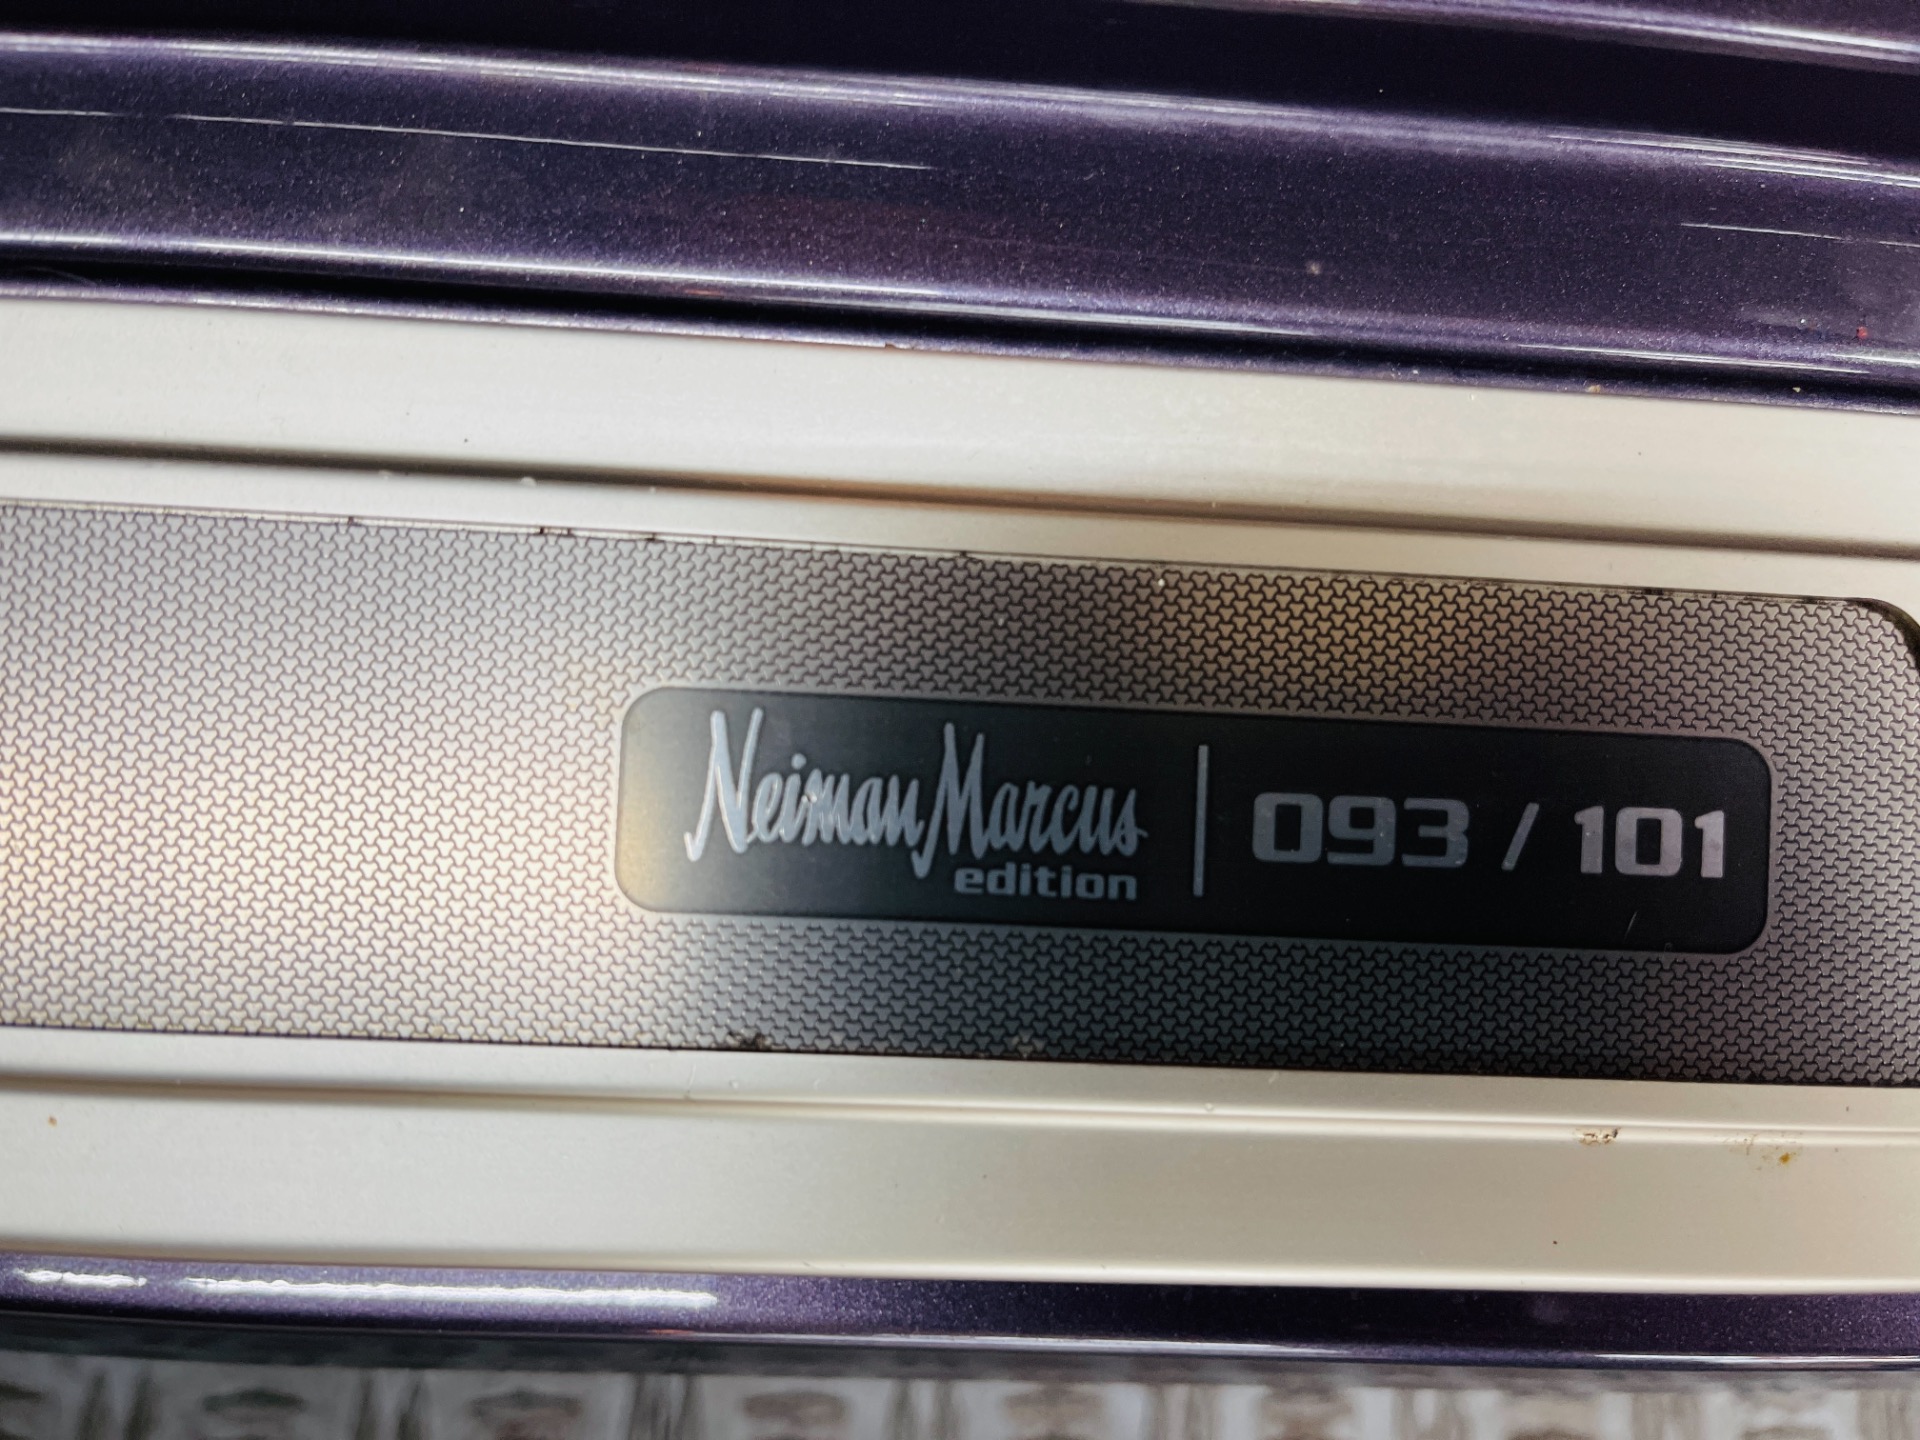 Neiman Marcus | 093 / 101
edition